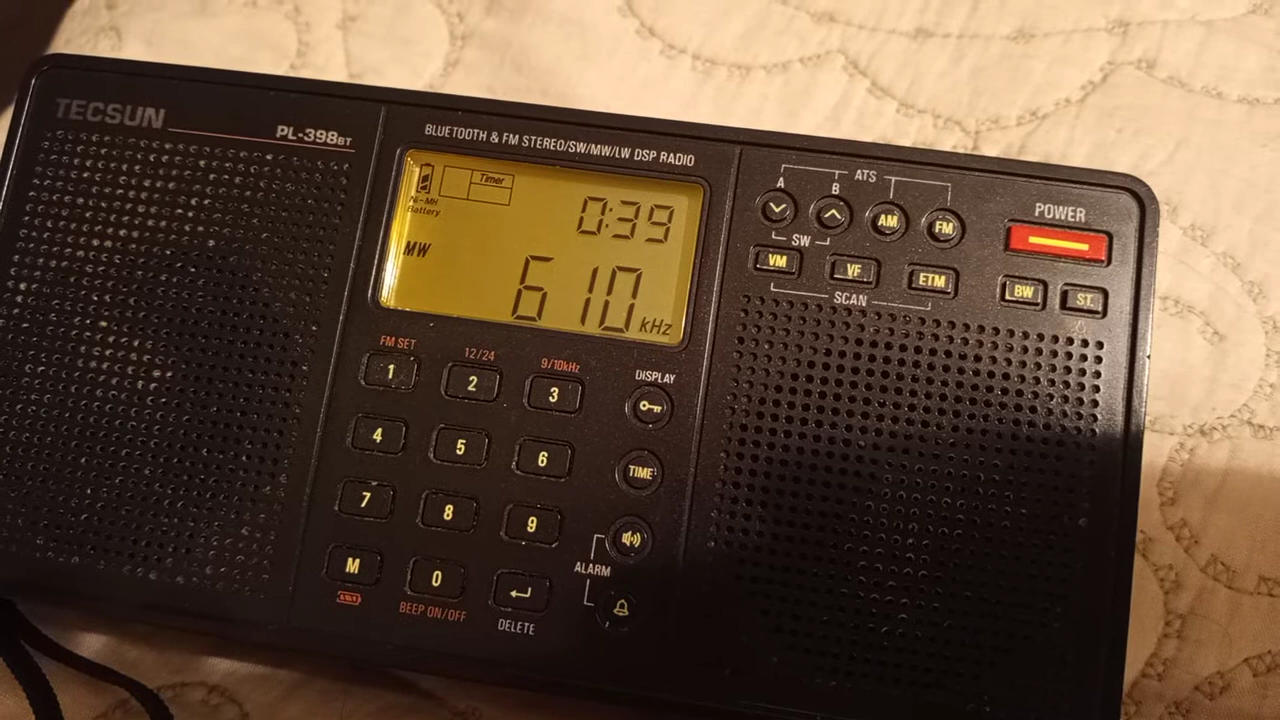 TECSUN
PL-398BT
BLUETOOTH & FM STEREO/SW/MW/LW DSP RADIO
Timer
Ni-MH
Battery
0:39
MW
610 kHz
ATS
A B
AM FM
SW
VM VF ETM
SCAN
POWER
BW ST.
FM SET 12/24 9/10kHz
1 2 3
DISPLAY
4 5 6
TIME
7 8 9
ALARM
M 0
BEEP ON/OFF
DELETE